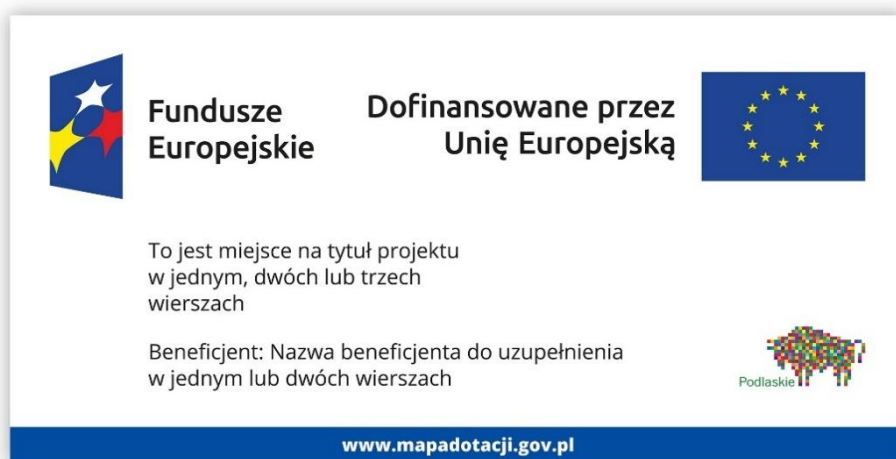 Fundusze
Europejskie
Dofinansowane przez
Unię Europejską
To jest miejsce na tytuł projektu
w jednym, dwóch lub trzech
wierszach
Beneficjent: Nazwa beneficjenta do uzupełnienia
w jednym lub dwóch wierszach
Podlaskie
www.mapadotacji.gov.pl